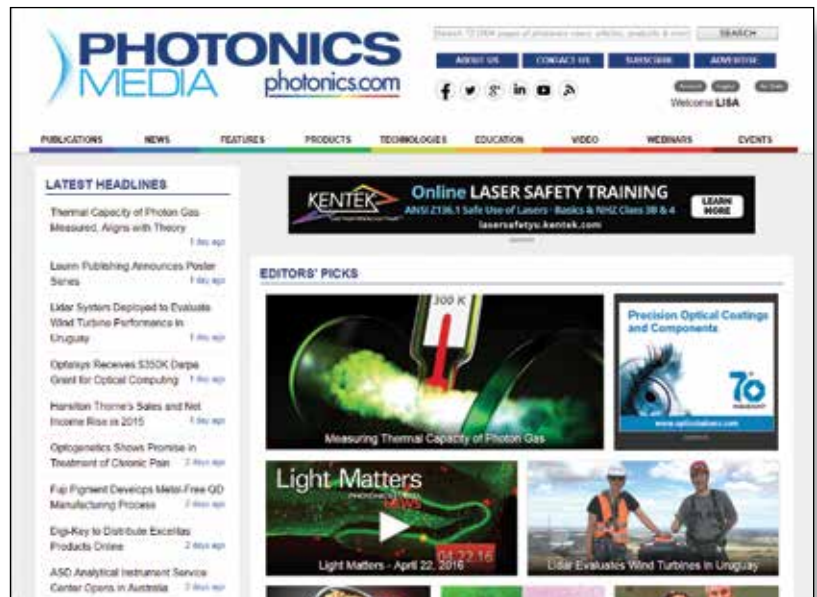 PHOTONICS
MEDIA
photonics.com
SEARCH
ABOUT US
CONTACT US
SUBSCRIBE
ADVERTISE
Welcome LISA
PUBLICATIONS
NEWS
FEATURES
PRODUCTS
TECHNOLOGIES
EDUCATION
VIDEO
WEBINARS
EVENTS
LATEST HEADLINES
Thermal Capacity of Photon Gas
Measured, Aligns with Theory
1 day ago
Laurin Publishing Announces Poster
Series 1 day ago
Lidar System Deployed to Evaluate
Wind Turbine Performance in
Uruguay 1 day ago
Optalsys Receives $350K Darpa
Grant for Optical Computing 1 day ago
Hamilton Thorne's Sales and Net
Income Rise in 2015 1 day ago
Optogenetics Shows Promise in
Treatment of Chronic Pain 2 days ago
Fuji Pigment Develops Metal-Free QD
Manufacturing Process 2 days ago
Digi-Key to Distribute Excelitas
Products Online 2 days ago
ASD Analytical Instrument Service
Center Opens in Australia 2 days ago
KENTEK
Online LASER SAFETY TRAINING
ANSI Z136.1 Safe Use of Lasers - Basics & NHZ Class 3B & 4
lasersafetyu.kentek.com
LEARN
MORE
EDITORS' PICKS
300 K
Measuring Thermal Capacity of Photon Gas
Precision Optical Coatings
and Components
70
Light Matters
PHOTONICS MEDIA
NEWS
04.22.16
Light Matters - April 22, 2016
Lidar Evaluates Wind Turbines in Uruguay